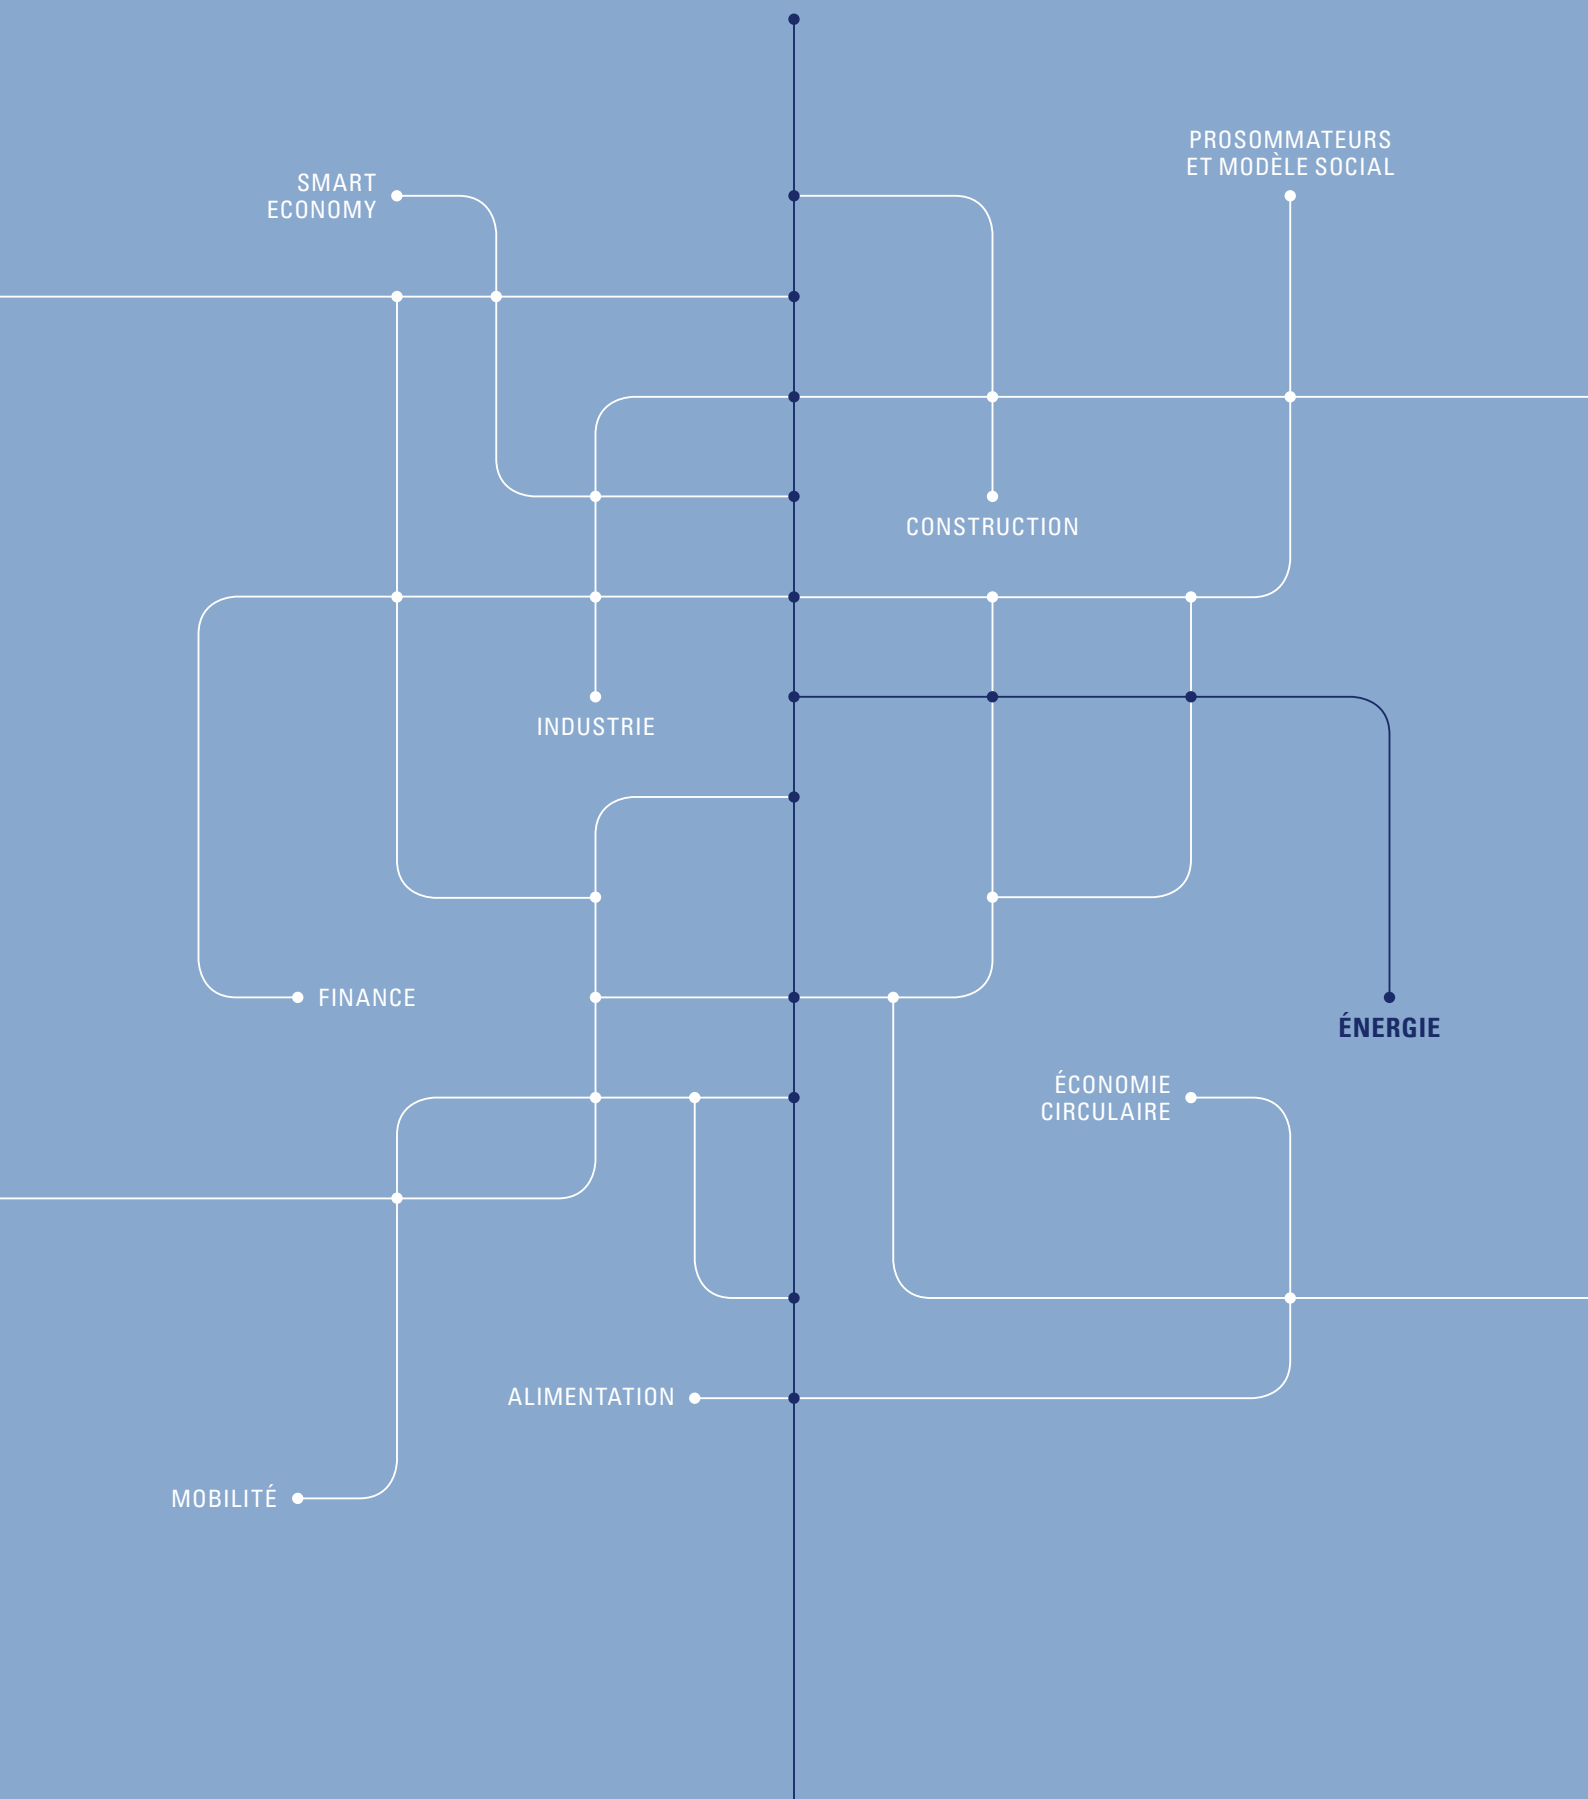 PROSOMMATEURS
ET MODÈLE SOCIAL
SMART
ECONOMY
CONSTRUCTION
INDUSTRIE
FINANCE
ÉNERGIE
ÉCONOMIE
CIRCULAIRE
ALIMENTATION
MOBILITÉ